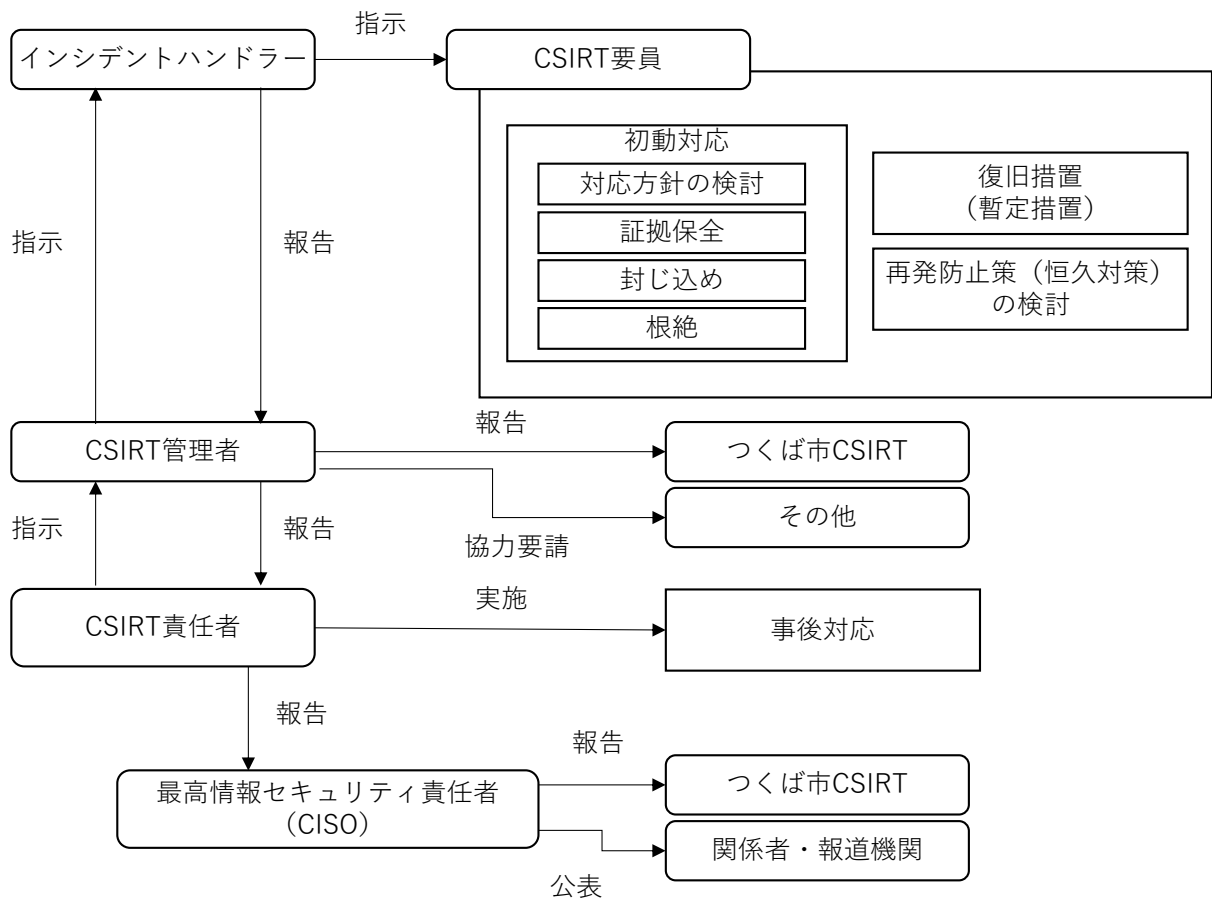 指示
インシデントハンドラー
CSIRT要員
初動対応
対応方針の検討
証拠保全
封じ込め
根絶
復旧措置
(暫定措置)
再発防止策(恒久対策)
の検討
指示
報告
報告
CSIRT管理者
つくば市CSIRT
その他
指示
報告
協力要請
実施
CSIRT責任者
事後対応
報告
報告
最高情報セキュリティ責任者
(CISO)
つくば市CSIRT
関係者・報道機関
公表